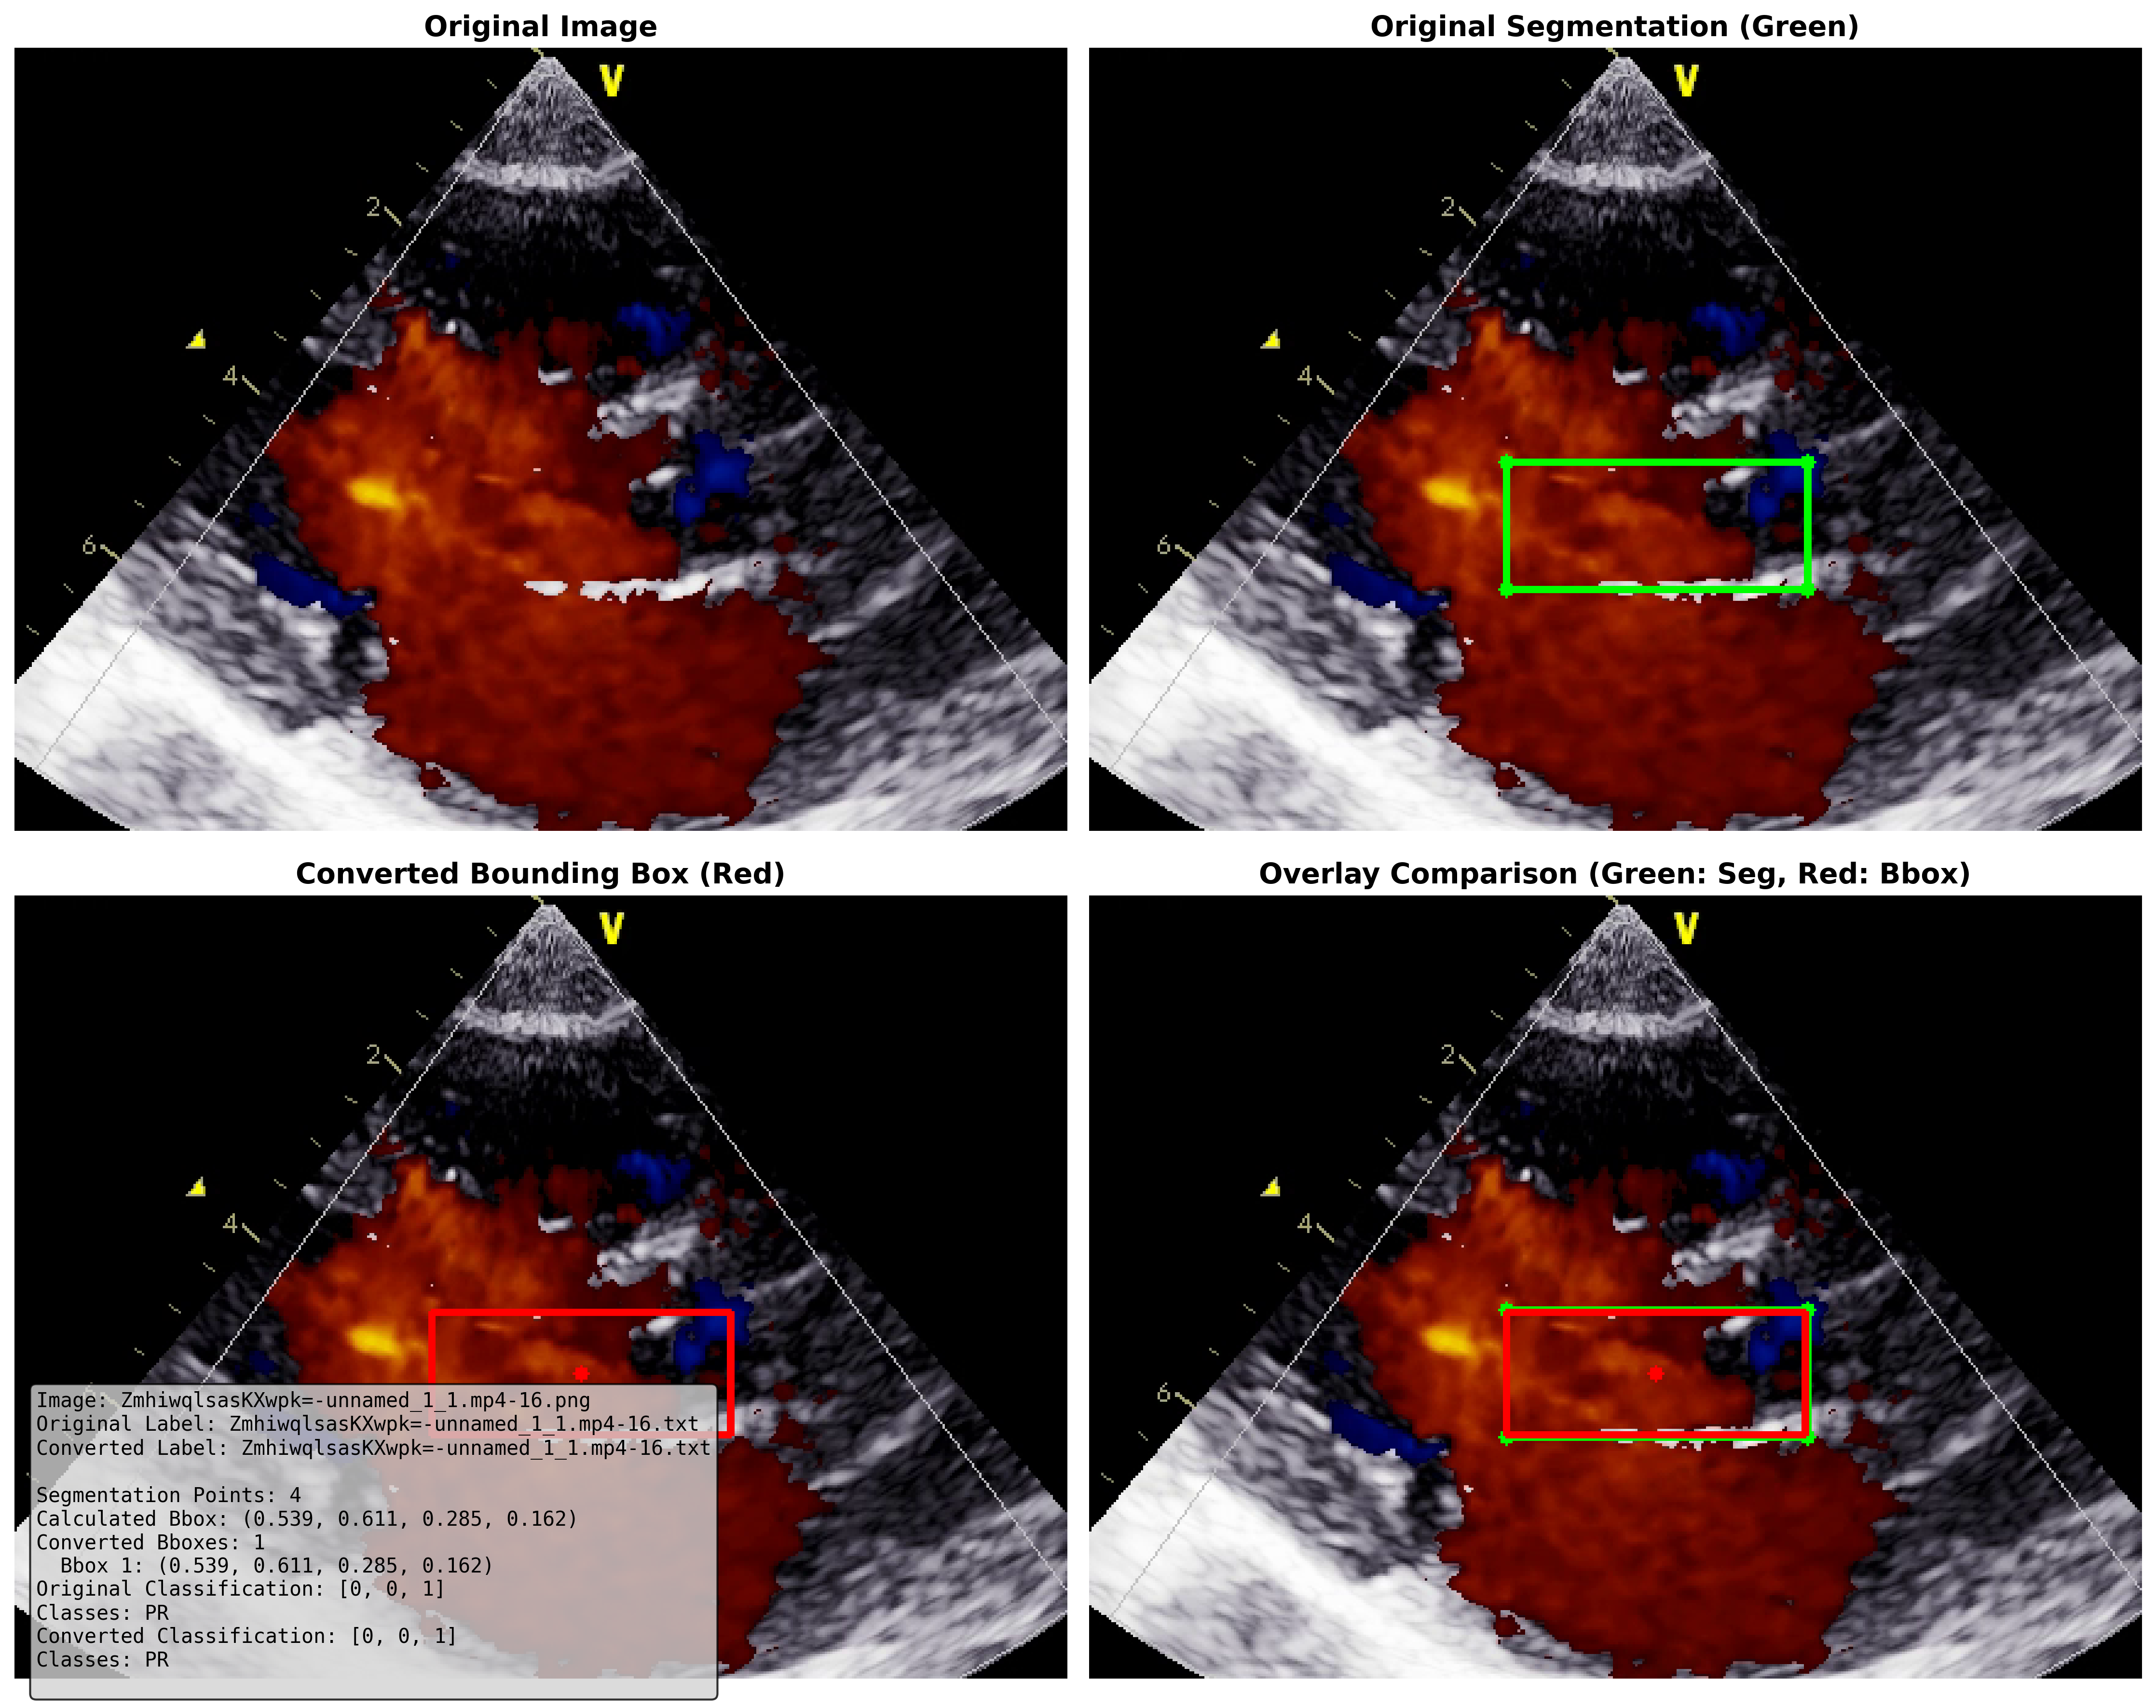 Original Image
Original Segmentation (Green)
V
2
4
V
2
4
6
6
Converted Bounding Box (Red)
Overlay Comparison (Green: Seg, Red: Bbox)
V
2
4
V
2
4
6
Image: ZmhiwqlsasKXwpk=-unnamed_1_1.mp4-16.png
Original Label: ZmhiwqlsasKXwpk=-unnamed_1_1.mp4-16.txt
Converted Label: ZmhiwqlsasKXwpk=-unnamed_1_1.mp4-16.txt
Segmentation Points: 4
Calculated Bbox: (0.539, 0.611, 0.285, 0.162)
Converted Bboxes: 1
Bbox 1: (0.539, 0.611, 0.285, 0.162)
Original Classification: [0, 0, 1]
Classes: PR
Converted Classification: [0, 0, 1]
Classes: PR